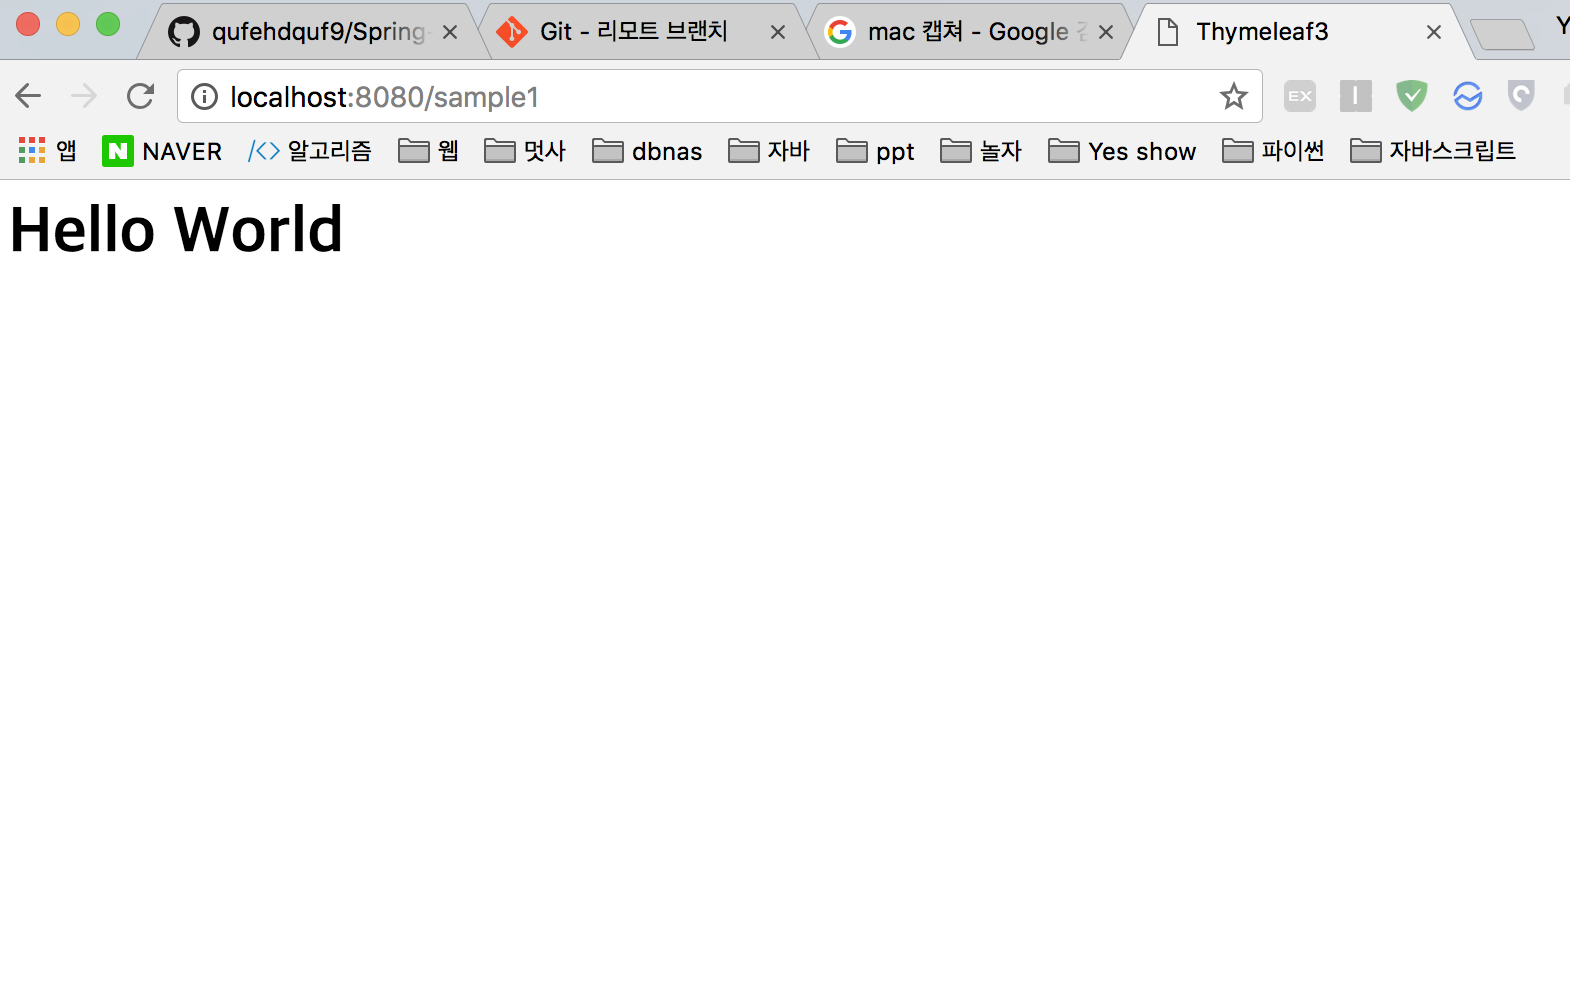 qufehdquf9/Spring Git - 리모트 브랜치 mac 캡쳐 - Google Thymeleaf3 Y
localhost:8080/sample1 EX
앱 NAVER 알고리즘 웹 멋사 dbnas 자바 ppt 놀자 Yes show 파이썬 자바스크립트
Hello World